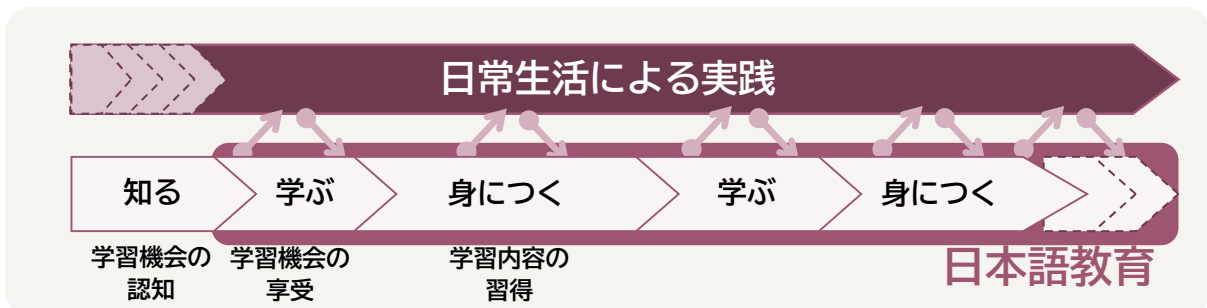 日常生活による実践
知る
学ぶ
身につく
学ぶ
身につく
学習機会の
認知
学習機会の
享受
学習内容の
習得
日本語教育